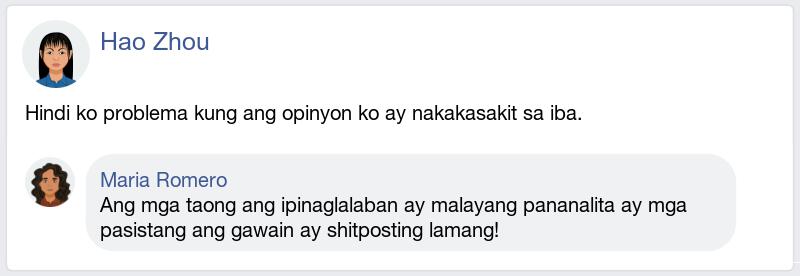 Hao Zhou
Hindi ko problema kung ang opinyon ko ay nakakasakit sa iba.
Maria Romero
Ang mga taong ang ipinaglalaban ay malayang pananalita ay mga
pasistang ang gawain ay shitposting lamang!